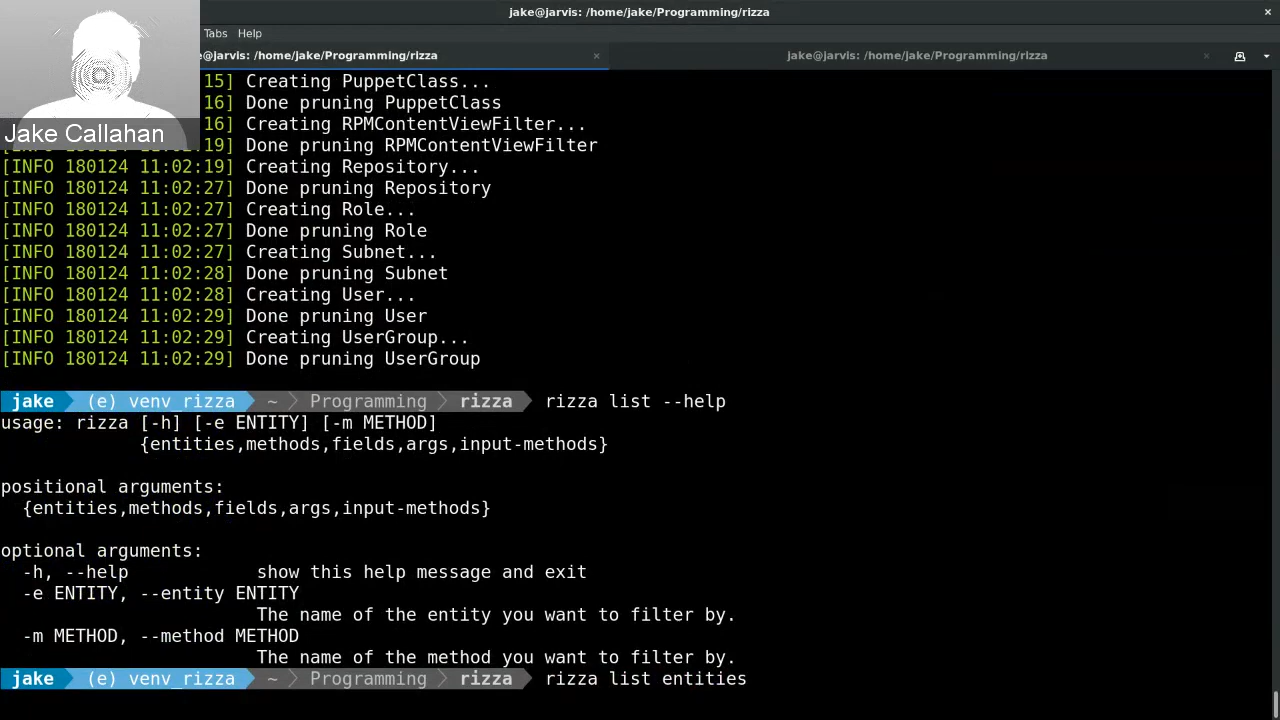 jake@jarvis: /home/jake/Programming/rizza
Tabs Help
@jarvis: /home/jake/Programming/rizza
jake@jarvis: /home/jake/Programming/rizza
Jake Callahan
15] Creating PuppetClass...
16] Done pruning PuppetClass
16] Creating RPMContentViewFilter...
[INFO 180124 11:02:19] Done pruning RPMContentViewFilter
[INFO 180124 11:02:19] Creating Repository...
[INFO 180124 11:02:27] Done pruning Repository
[INFO 180124 11:02:27] Creating Role...
[INFO 180124 11:02:27] Done pruning Role
[INFO 180124 11:02:27] Creating Subnet...
[INFO 180124 11:02:28] Done pruning Subnet
[INFO 180124 11:02:28] Creating User...
[INFO 180124 11:02:29] Done pruning User
[INFO 180124 11:02:29] Creating UserGroup...
[INFO 180124 11:02:29] Done pruning UserGroup
jake (e) venv_rizza ~ Programming rizza rizza list --help
usage: rizza [-h] [-e ENTITY] [-m METHOD]
{entities,methods,fields,args,input-methods}
positional arguments:
{entities,methods,fields,args,input-methods}
optional arguments:
-h, --help show this help message and exit
-e ENTITY, --entity ENTITY
The name of the entity you want to filter by.
-m METHOD, --method METHOD
The name of the method you want to filter by.
jake (e) venv_rizza ~ Programming rizza rizza list entities